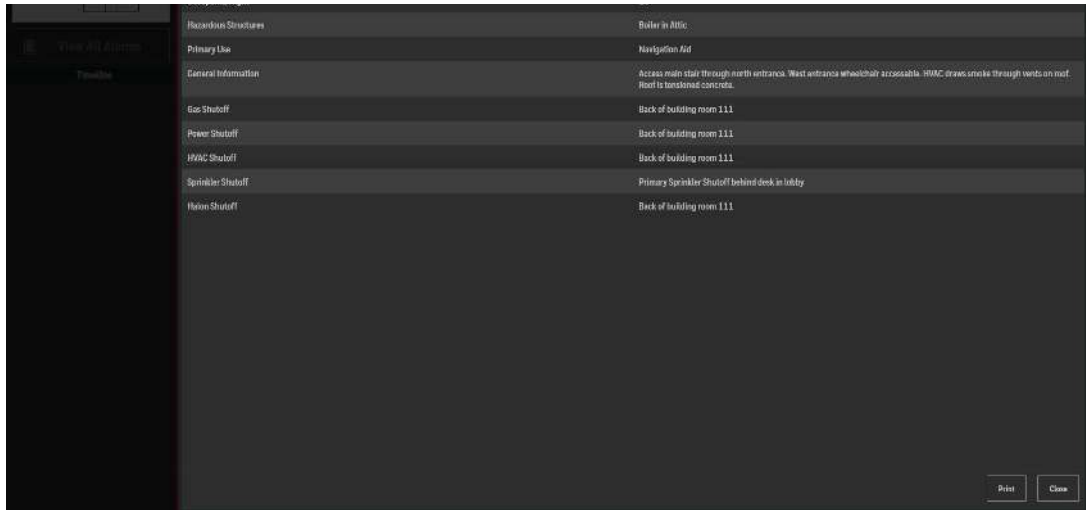 Hazardous Structures Boiler in Attic
View All Alarms
Primary Use Navigation Aid
Timeline
General Information Access main stair through north entrance. West entrance wheelchair accessable. HVAC draws smoke through vents on roof.
Roof is tensioned concrete.
Gas Shutoff Back of building room 111
Power Shutoff Back of building room 111
HVAC Shutoff Back of building room 111
Sprinkler Shutoff Primary Sprinkler Shutoff behind desk in lobby
Halon Shutoff Back of building room 111
Print Close